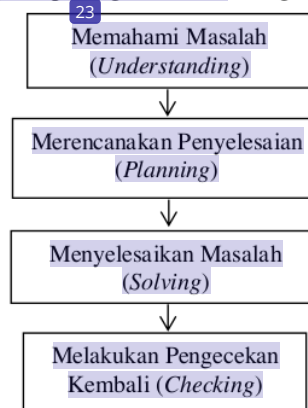 23
Memahami Masalah
(Understanding)
Merencanakan Penyelesaian
(Planning)
Menyelesaikan Masalah
(Solving)
Melakukan Pengecekan
Kembali (Checking)